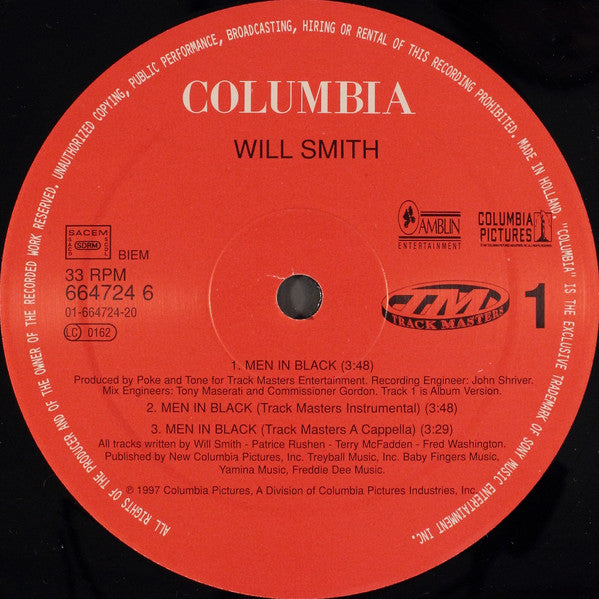 ALL RIGHTS OF THE PRODUCER AND OF THE OWNER OF THE RECORDED WORK RESERVED. UNAUTHORIZED COPYING, PUBLIC PERFORMANCE, BROADCASTING, HIRING OR RENTAL OF THIS RECORDING PROHIBITED. MADE IN HOLLAND. "COLUMBIA" IS THE EXCLUSIVE TRADEMARK OF SONY MUSIC ENTERTAINMENT INC.
COLUMBIA
WILL SMITH
SACEM
SACD
SDRM
SGDL
BIEM
33 RPM
664724 6
01-664724-20
LC 0162
AMBLIN
ENTERTAINMENT
COLUMBIA
PICTURES
TM
TRACK MASTERS
1
1. MEN IN BLACK (3:48)
Produced by Poke and Tone for Track Masters Entertainment. Recording Engineer: John Shriver.
Mix Engineers: Tony Maserati and Commissioner Gordon. Track 1 is Album Version.
2. MEN IN BLACK (Track Masters Instrumental) (3:48)
3. MEN IN BLACK (Track Masters A Cappella) (3:29)
All tracks written by Will Smith - Patrice Rushen - Terry McFadden - Fred Washington.
Published by New Columbia Pictures, Inc. Treyball Music, Inc. Baby Fingers Music,
Yamina Music, Freddie Dee Music.
℗ 1997 Columbia Pictures, A Division of Columbia Pictures Industries, Inc.